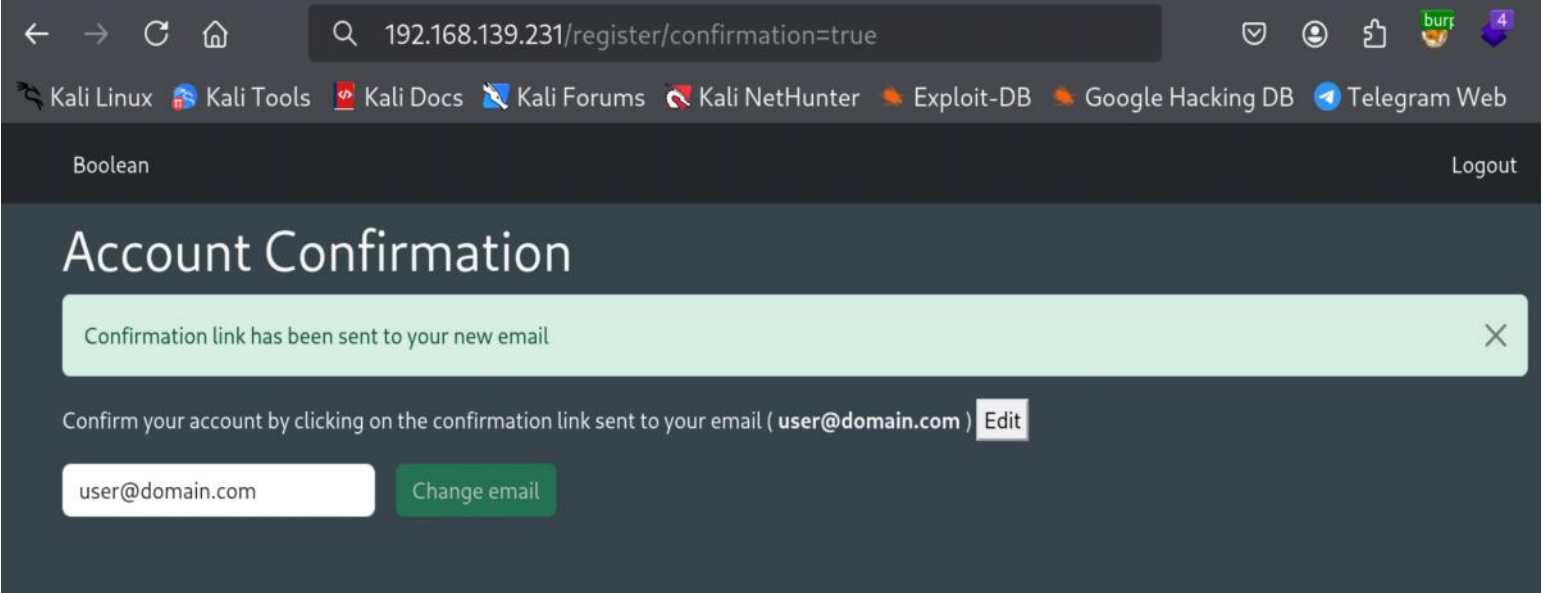 192.168.139.231/register/confirmation=true
burp
4
Kali Linux Kali Tools Kali Docs Kali Forums Kali NetHunter Exploit-DB Google Hacking DB Telegram Web
Boolean Logout
Account Confirmation
Confirmation link has been sent to your new email
Confirm your account by clicking on the confirmation link sent to your email ( user@domain.com ) Edit
user@domain.com Change email